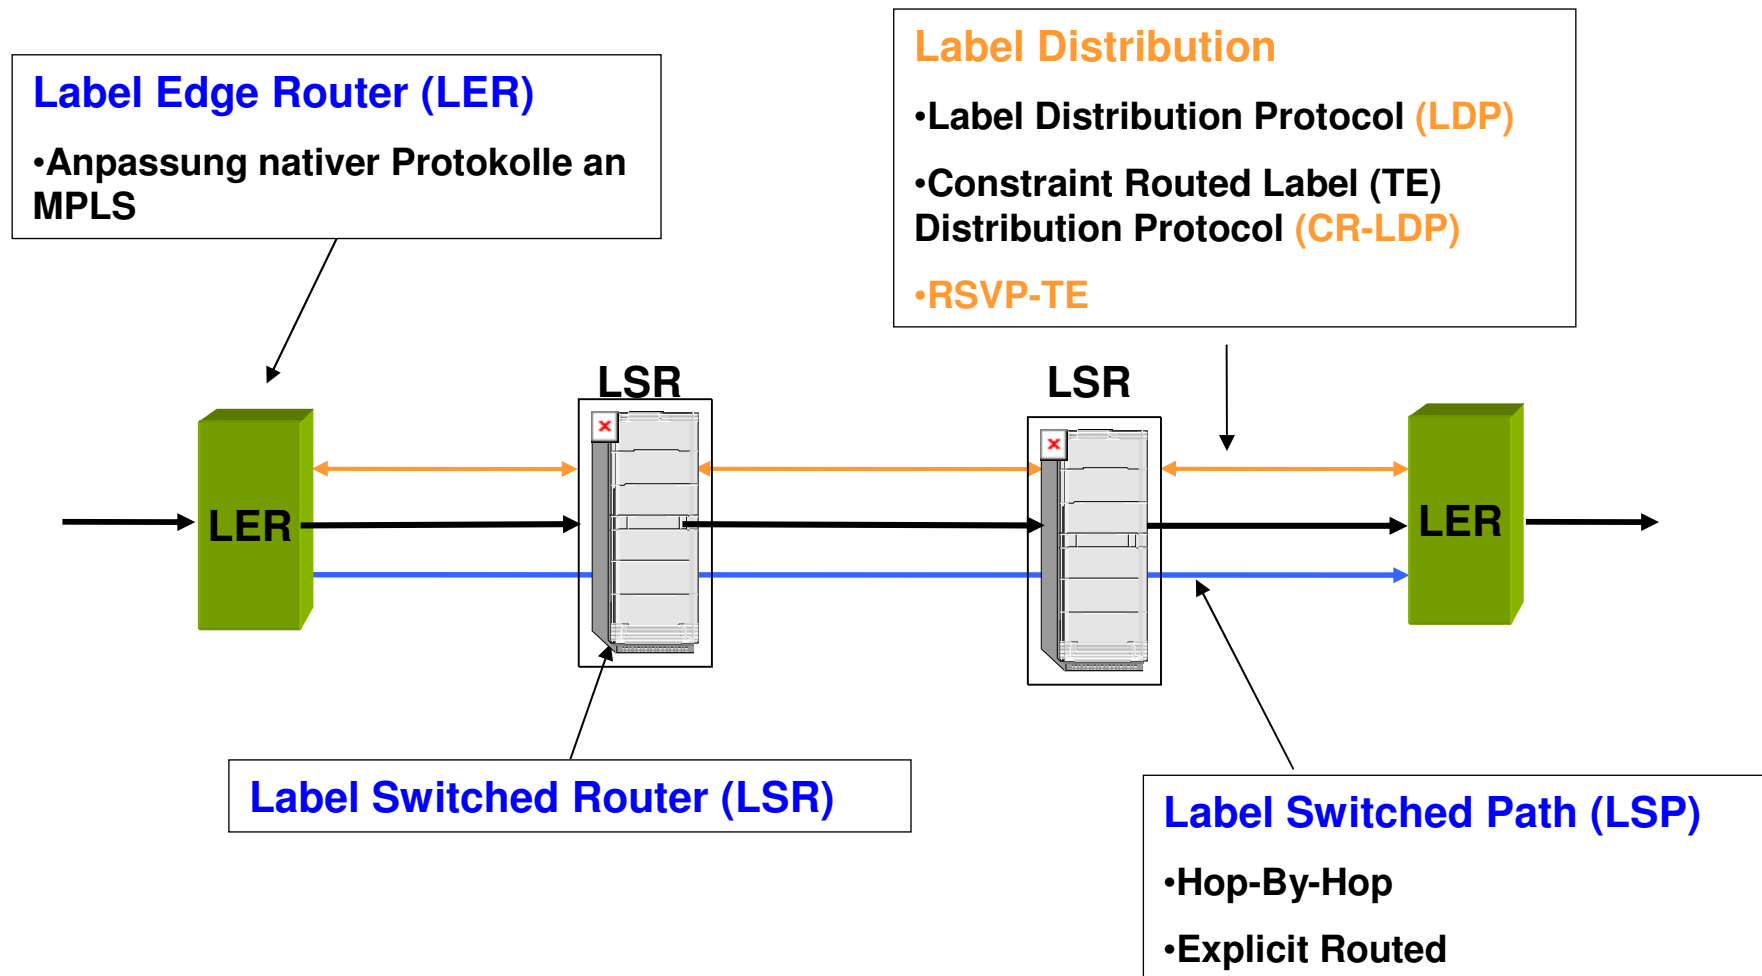 Label Edge Router (LER)
•Anpassung nativer Protokolle an
MPLS
Label Distribution
•Label Distribution Protocol (LDP)
•Constraint Routed Label (TE)
Distribution Protocol (CR-LDP)
•RSVP-TE
LSR
LSR
LER
LER
Label Switched Router (LSR)
Label Switched Path (LSP)
•Hop-By-Hop
•Explicit Routed